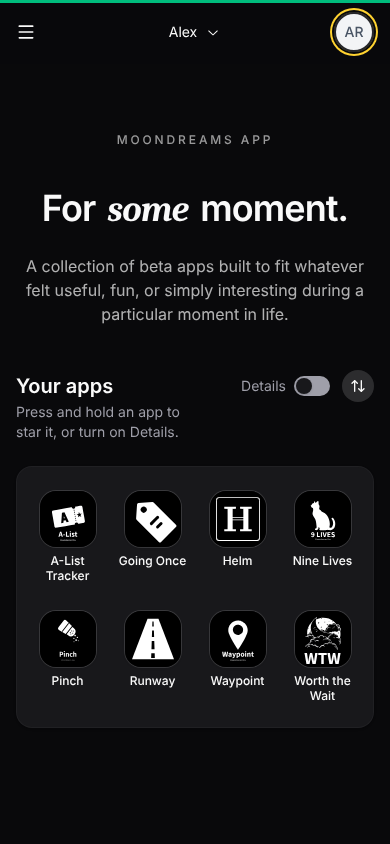 Alex
AR
MOONDREAMS APP
For some moment.
A collection of beta apps built to fit whatever
felt useful, fun, or simply interesting during a
particular moment in life.
Your apps
Details
Press and hold an app to
star it, or turn on Details.
A
A-List
H
9 LIVES
A-List
Tracker
Going Once
Helm
Nine Lives
Pinch
Waypoint
WTW
Pinch
Runway
Waypoint
Worth the
Wait